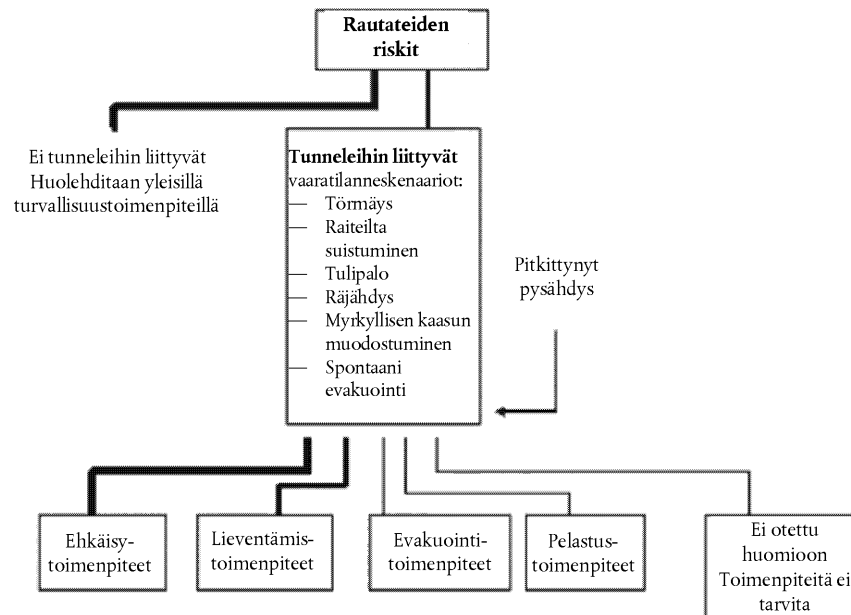 Rautateiden
riskit
Ei tunneleihin liittyvät
Huolehditaan yleisillä
turvallisuustoimenpiteillä
Tunneleihin liittyvät
vaaratilanneskenaariot:
— Törmäys
— Raiteilta
suistuminen
— Tulipalo
— Räjähdys
— Myrkyllisen kaasun
muodostuminen
— Spontaani
evakuointi
Pitkittynyt
pysähdys
Ehkäisy-
toimenpiteet
Lieventämis-
toimenpiteet
Evakuointi-
toimenpiteet
Pelastus-
toimenpiteet
Ei otettu
huomioon
Toimenpiteitä ei
tarvita